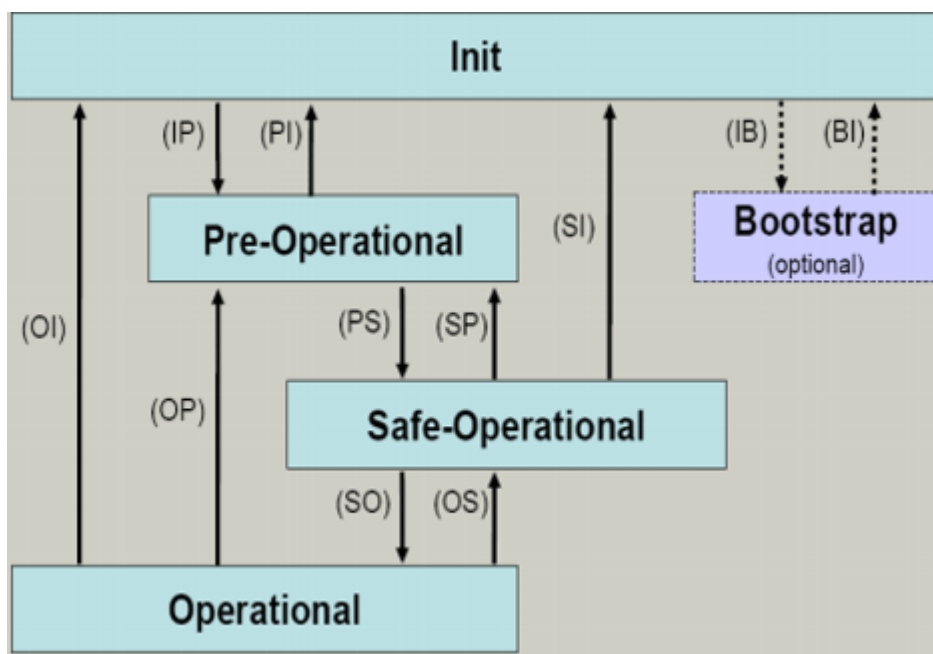 Init
(IP)
(PI)
(IB)
(BI)
(SI)
Pre-Operational
Bootstrap
(optional)
(OI)
(PS)
(SP)
(OP)
Safe-Operational
(SO)
(OS)
Operational